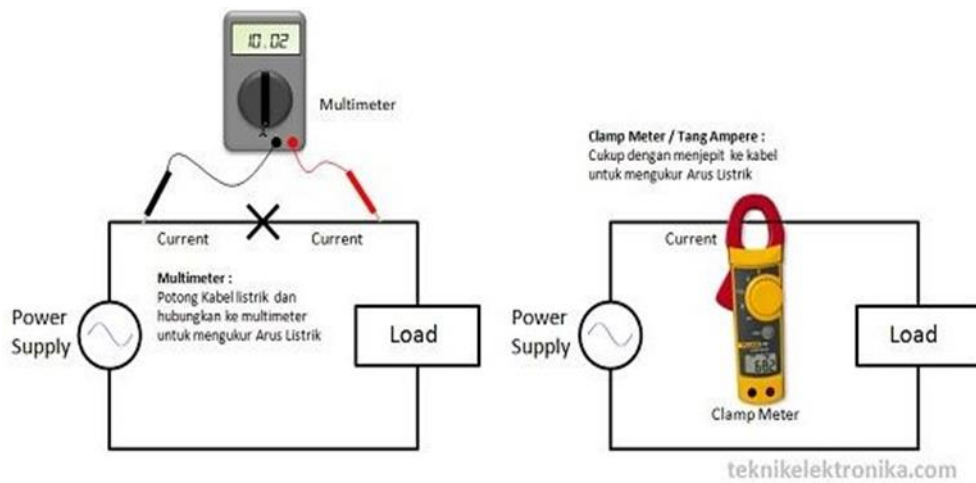 10.02
Multimeter
Current
Current
Multimeter :
Potong Kabel listrik dan
hubungkan ke multimeter
untuk mengukur Arus Listrik
Power
Supply
Load
Clamp Meter / Tang Ampere :
Cukup dengan menjepit ke kabel
untuk mengukur Arus Listrik
Current
Power
Supply
Load
Clamp Meter
teknikelektronika.com